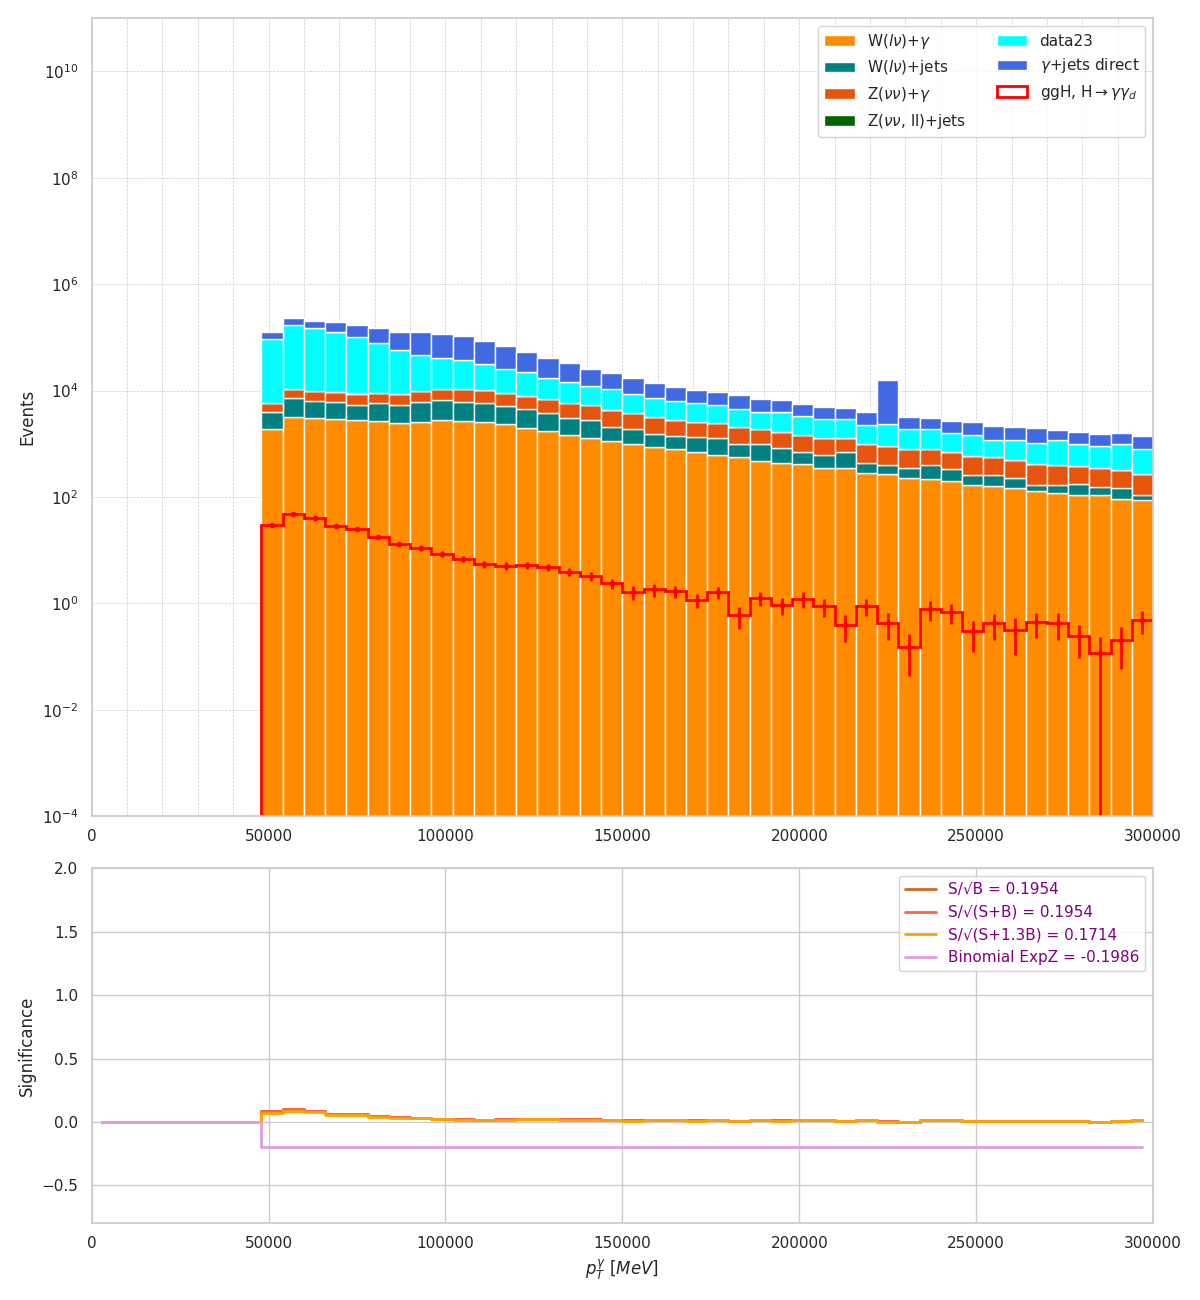 W(lν)+γ
W(lν)+jets
Z(νν)+γ
Z(νν, ll)+jets
data23
γ+jets direct
ggH, H→γγ_d
Events
10^10
10^8
10^6
10^4
10^2
10^0
10^−2
10^−4
0 50000 100000 150000 200000 250000 300000
S/√B = 0.1954
S/√(S+B) = 0.1954
S/√(S+1.3B) = 0.1714
Binomial ExpZ = -0.1986
Significance
2.0
1.5
1.0
0.5
0.0
−0.5
0 50000 100000 150000 200000 250000 300000
p_T^γ [MeV]